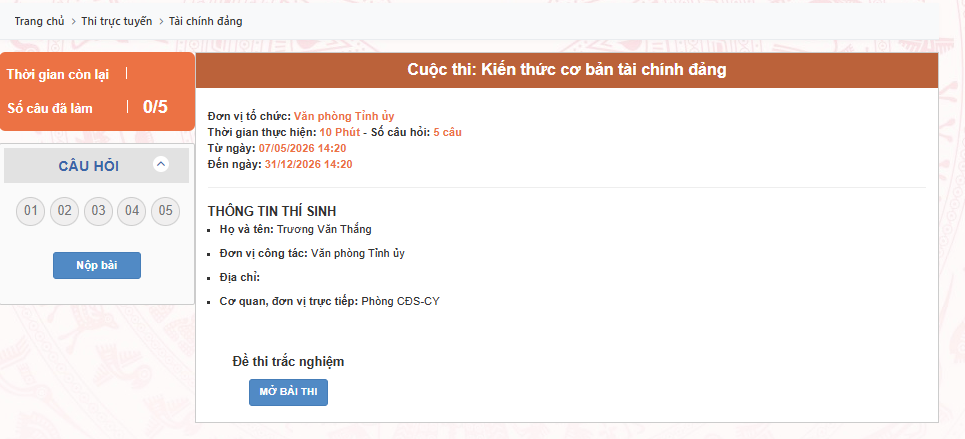 Trang chủ > Thi trực tuyến > Tài chính đảng
Thời gian còn lại |
Số câu đã làm | 0/5
CÂU HỎI
01 02 03 04 05
Nộp bài
Cuộc thi: Kiến thức cơ bản tài chính đảng
Đơn vị tổ chức: Văn phòng Tỉnh ủy
Thời gian thực hiện: 10 Phút - Số câu hỏi: 5 câu
Từ ngày: 07/05/2026 14:20
Đến ngày: 31/12/2026 14:20
THÔNG TIN THÍ SINH
Họ và tên: Trương Văn Thắng
Đơn vị công tác: Văn phòng Tỉnh ủy
Địa chỉ:
Cơ quan, đơn vị trực tiếp: Phòng CĐS-CY
Đề thi trắc nghiệm
MỞ BÀI THI